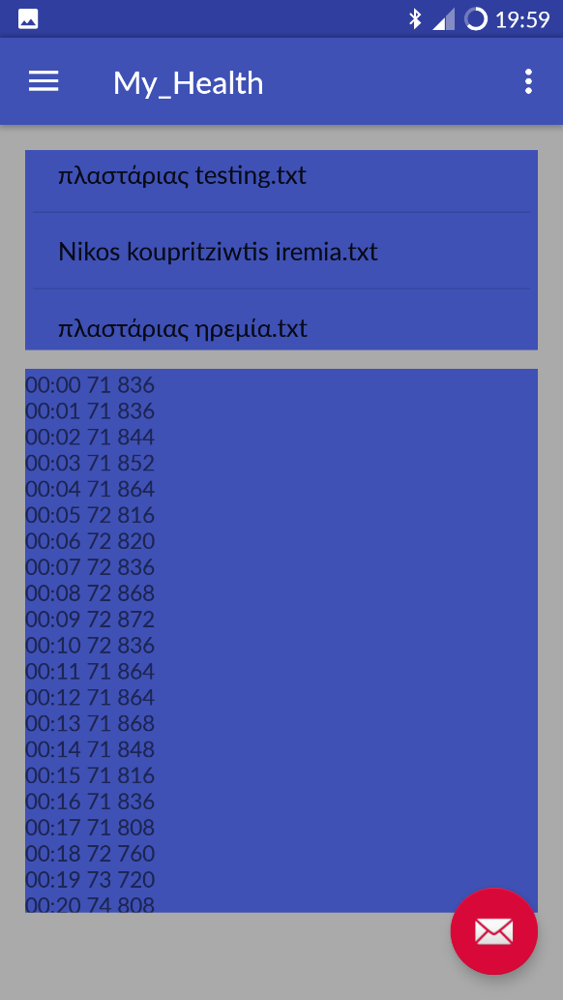 19:59
My_Health
πλαστάριας testing.txt
Nikos koupritziwtis iremia.txt
πλαστάριας ηρεμία.txt
00:00 71 836
00:01 71 836
00:02 71 844
00:03 71 852
00:04 71 864
00:05 72 816
00:06 72 820
00:07 72 836
00:08 72 868
00:09 72 872
00:10 72 836
00:11 71 864
00:12 71 864
00:13 71 868
00:14 71 848
00:15 71 816
00:16 71 836
00:17 71 808
00:18 72 760
00:19 73 720
00:20 74 808